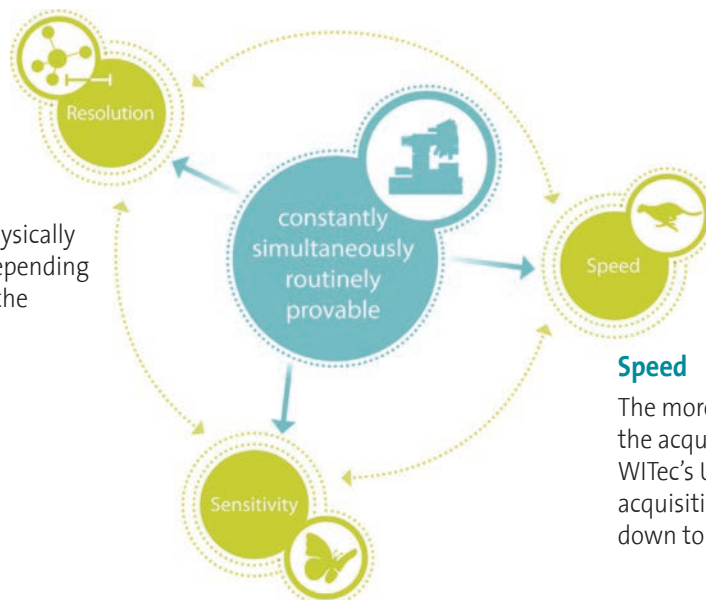 Resolution
constantly
simultaneously
routinely
provable
Speed
Sensitivity
ysically
epending
the
Speed
The more
the acqu
WITec’s U
acquisiti
down to